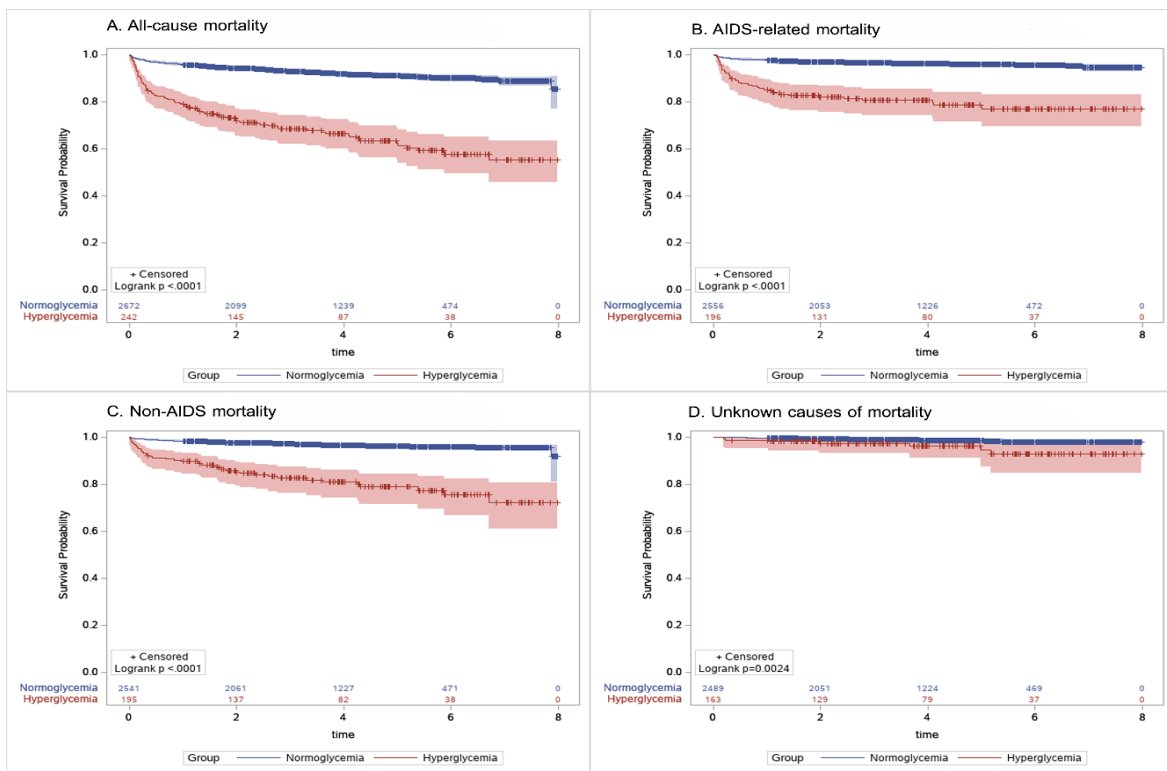 A. All-cause mortality
1.0
0.8
0.6
0.4
0.2
0.0
Survival Probability
+ Censored
Logrank p <.0001
Normoglycemia 2672 2099 1239 474 0
Hyperglycemia 242 145 87 38 0
0 2 4 6 8
time
Group Normoglycemia Hyperglycemia
B. AIDS-related mortality
1.0
0.8
0.6
0.4
0.2
0.0
Survival Probability
+ Censored
Logrank p <.0001
Normoglycemia 2556 2053 1226 472 0
Hyperglycemia 196 131 80 37 0
0 2 4 6 8
time
Group Normoglycemia Hyperglycemia
C. Non-AIDS mortality
1.0
0.8
0.6
0.4
0.2
0.0
Survival Probability
+ Censored
Logrank p <.0001
Normoglycemia 2541 2061 1227 471 0
Hyperglycemia 195 137 82 38 0
0 2 4 6 8
time
Group Normoglycemia Hyperglycemia
D. Unknown causes of mortality
1.0
0.8
0.6
0.4
0.2
0.0
Survival Probability
+ Censored
Logrank p=0.0024
Normoglycemia 2489 2051 1224 469 0
Hyperglycemia 163 129 79 37 0
0 2 4 6 8
time
Group Normoglycemia Hyperglycemia